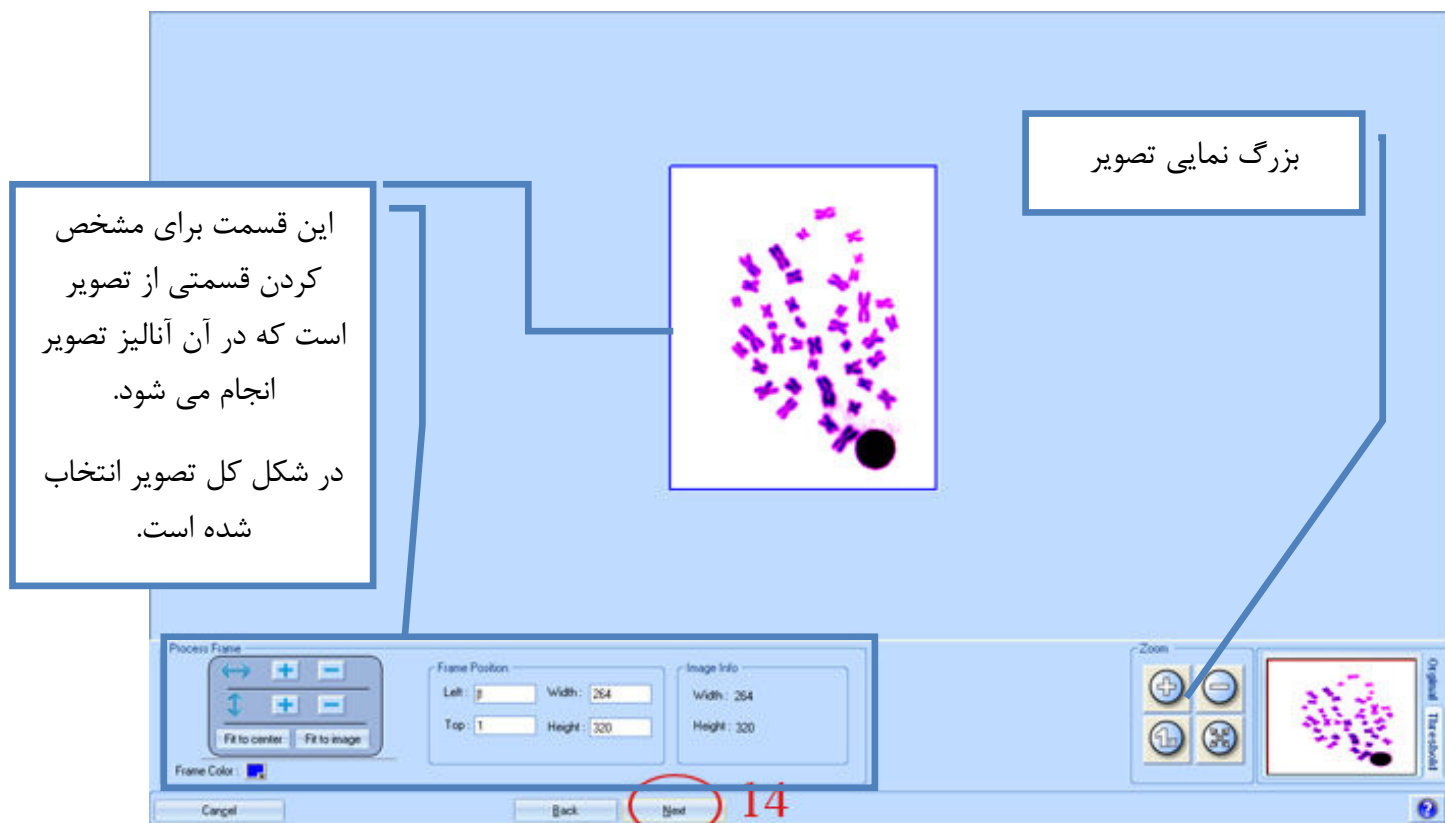 بزرگ نمایی تصویر
این قسمت برای مشخص
کردن قسمتی از تصویر
است که در آن آنالیز تصویر
انجام می شود.
در شکل کل تصویر انتخاب
شده است.
Process Frame
Fit to center Fit to image
Frame Color:
Frame Position
Left: Width: 264
Top: 1 Height: 320
Image Info
Width: 264
Height: 320
Zoom
Orginal
Threshold
Cancel Back Next 14